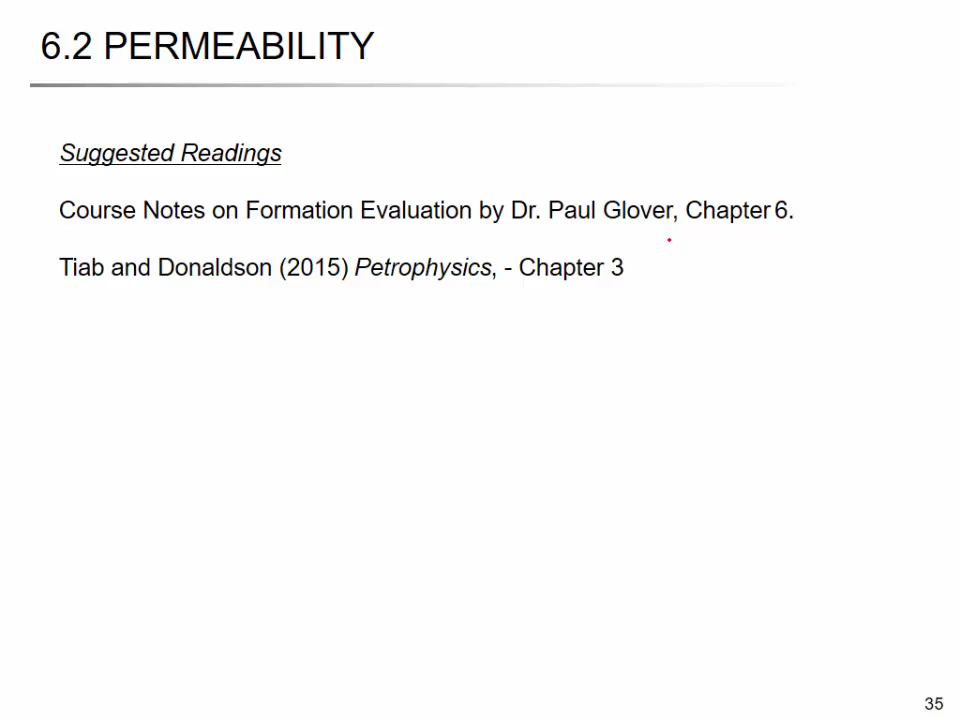 6.2 PERMEABILITY
Suggested Readings
Course Notes on Formation Evaluation by Dr. Paul Glover, Chapter 6.
Tiab and Donaldson (2015) Petrophysics, - Chapter 3
35